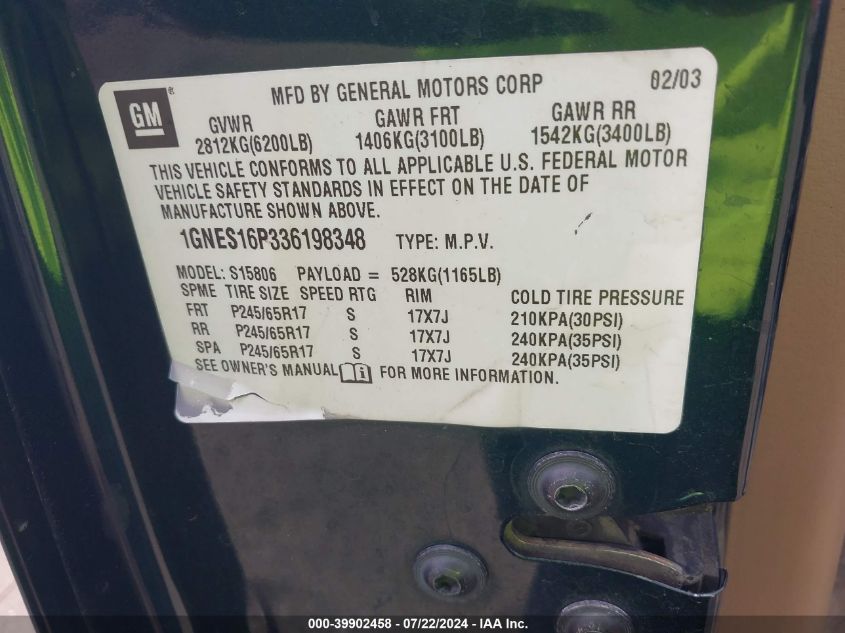 GM ® MFD BY GENERAL MOTORS CORP 02/03
GVWR GAWR FRT GAWR RR
2812KG(6200LB) 1406KG(3100LB) 1542KG(3400LB)
THIS VEHICLE CONFORMS TO ALL APPLICABLE U.S. FEDERAL MOTOR
VEHICLE SAFETY STANDARDS IN EFFECT ON THE DATE OF
MANUFACTURE SHOWN ABOVE.
1GNES16P336198348 TYPE: M.P.V.
MODEL: S15806 PAYLOAD = 528KG(1165LB)
SPME TIRE SIZE SPEED RTG RIM COLD TIRE PRESSURE
FRT P245/65R17 S 17X7J 210KPA(30PSI)
RR P245/65R17 S 17X7J 240KPA(35PSI)
SPA P245/65R17 S 17X7J 240KPA(35PSI)
SEE OWNER'S MANUAL FOR MORE INFORMATION.
000-39902458 - 07/22/2024 - IAA Inc.